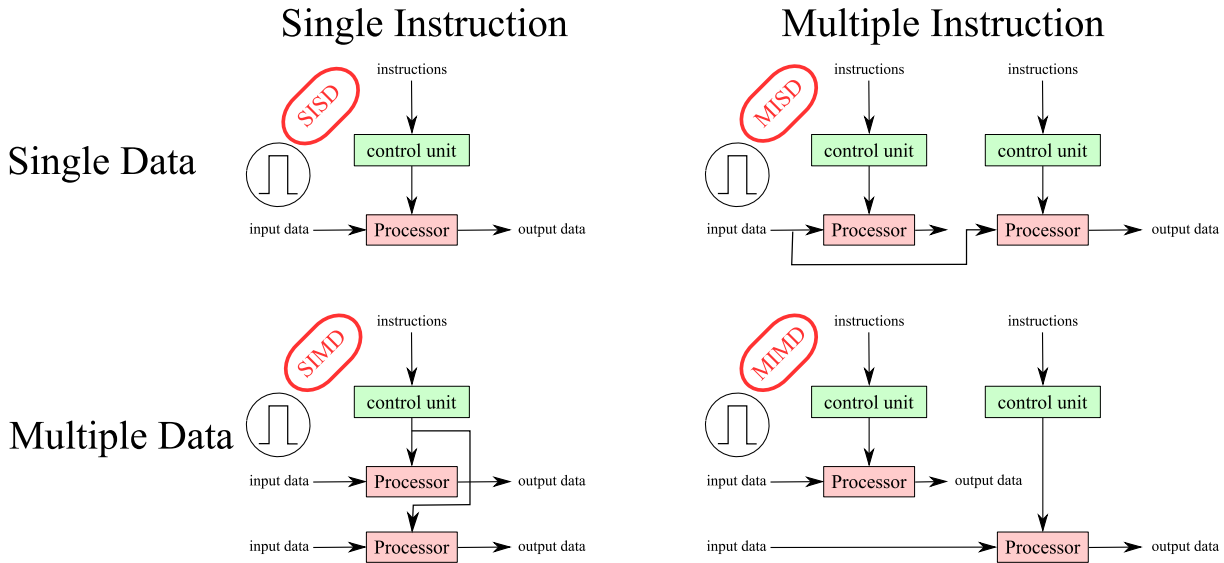 Single Instruction
Multiple Instruction
Single Data
SISD
instructions
control unit
input data
Processor
output data
MISD
instructions
instructions
control unit
control unit
input data
Processor
Processor
output data
Multiple Data
SIMD
instructions
control unit
input data
Processor
output data
input data
Processor
output data
MIMD
instructions
instructions
control unit
control unit
input data
Processor
output data
input data
Processor
output data